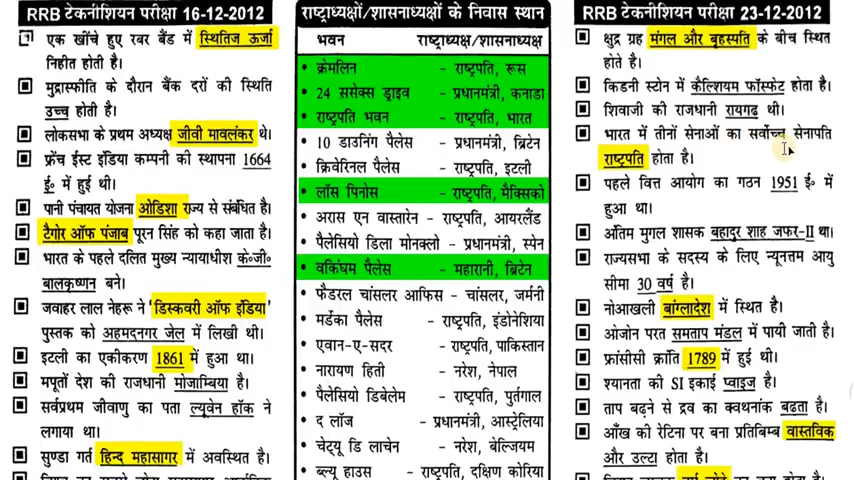 RRB टेकनीशियन परीक्षा 16-12-2012
एक खींचे हुए रबर बैंड में स्थितिज ऊर्जा
निहीत होती है।
मुद्रास्फीति के दौरान बैंक दरों की स्थिति
उच्च होती है।
लोकसभा के प्रथम अध्यक्ष जीवी मावलंकर थे।
फ्रेंच ईस्ट इंडिया कम्पनी की स्थापना 1664
ई० में हुई थी।
पानी पंचायत योजना ओडिशा राज्य से संबंधित है।
टैगोर ऑफ पंजाब पूरन सिंह को कहा जाता है।
भारत के पहले दलित मुख्य न्यायाधीश के०जी०
बालकृष्णन बने।
जवाहर लाल नेहरू ने 'डिस्कवरी ऑफ इंडिया'
पुस्तक को अहमदनगर जेल में लिखी थी।
इटली का एकीकरण 1861 में हुआ था।
मपूतों देश की राजधानी मोजाम्बिया है।
सर्वप्रथम जीवाणु का पता ल्यूवेन हॉक ने
लगाया था।
सुण्डा गर्त हिन्द महासागर में अवस्थित है।
राष्ट्राध्यक्षों/शासनाध्यक्षों के निवास स्थान
भवन राष्ट्राध्यक्ष/शासनाध्यक्ष
• क्रेमलिन – राष्ट्रपति, रूस
• 24 ससेक्स ड्राइव – प्रधानमंत्री, कनाडा
• राष्ट्रपति भवन – राष्ट्रपति, भारत
• 10 डाउनिंग पैलेस – प्रधानमंत्री, ब्रिटेन
• क्विरिनल पैलेस – राष्ट्रपति, इटली
• लॉस पिनोस – राष्ट्रपति, मैक्सिको
• अरास एन वास्तारेन – राष्ट्रपति, आयरलैंड
• पैलेसियो डिला मोनक्लो – प्रधानमंत्री, स्पेन
• वकिंघम पैलेस – महारानी, ब्रिटेन
• फैडरल चांसलर आफिस – चांसलर, जर्मनी
• मर्डेका पैलेस – राष्ट्रपति, इंडोनेशिया
• एवान-ए-सदर – राष्ट्रपति, पाकिस्तान
• नारायण हिती – नरेश, नेपाल
• पैलेसियो डिबेलेम – राष्ट्रपति, पुर्तगाल
• द लॉज – प्रधानमंत्री, आस्ट्रेलिया
• चेट्यू डि लाचेन – नरेश, बेल्जियम
• ब्ल्यू हाउस – राष्ट्रपति, दक्षिण कोरिया
RRB टेकनीशियन परीक्षा 23-12-2012
क्षुद्र ग्रह मंगल और बृहस्पति के बीच स्थित
होते है।
किडनी स्टोन में कैल्शियम फॉस्फेट होता है।
शिवाजी की राजधानी रायगढ़ थी।
भारत में तीनों सेनाओं का सर्वोच्च सेनापति
राष्ट्रपति होता है।
पहले वित्त आयोग का गठन 1951 ई० में
हुआ था।
अंतिम मुगल शासक बहादुर शाह जफर-II था।
राज्यसभा के सदस्य के लिए न्यूनतम आयु
सीमा 30 वर्ष है।
नोआखली बांग्लादेश में स्थित है।
ओजोन परत समताप मंडल में पायी जाती है।
फ्रांसीसी क्रांति 1789 में हुई थी।
श्यानता की SI इकाई प्वाइज है।
ताप बढ़ने से द्रव का क्वथनांक बढता है।
आँख की रेटिना पर बना प्रतिबिम्ब वास्तविक
और उल्टा होता है।